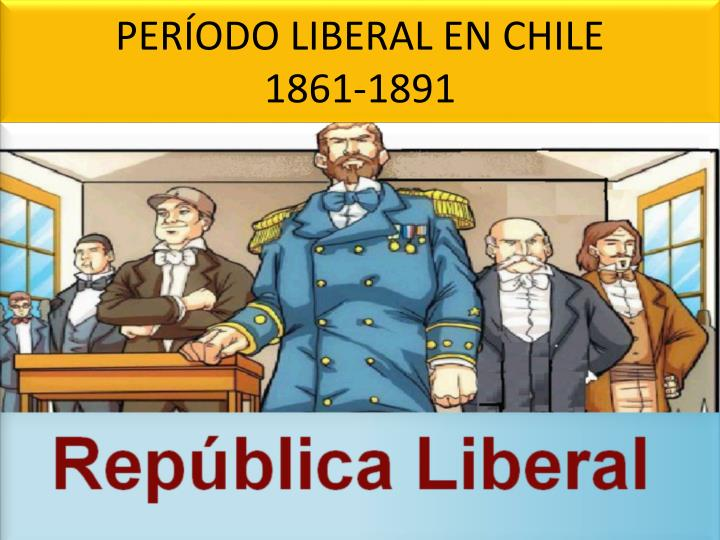 PERÍODO LIBERAL EN CHILE
1861-1891
República Liberal